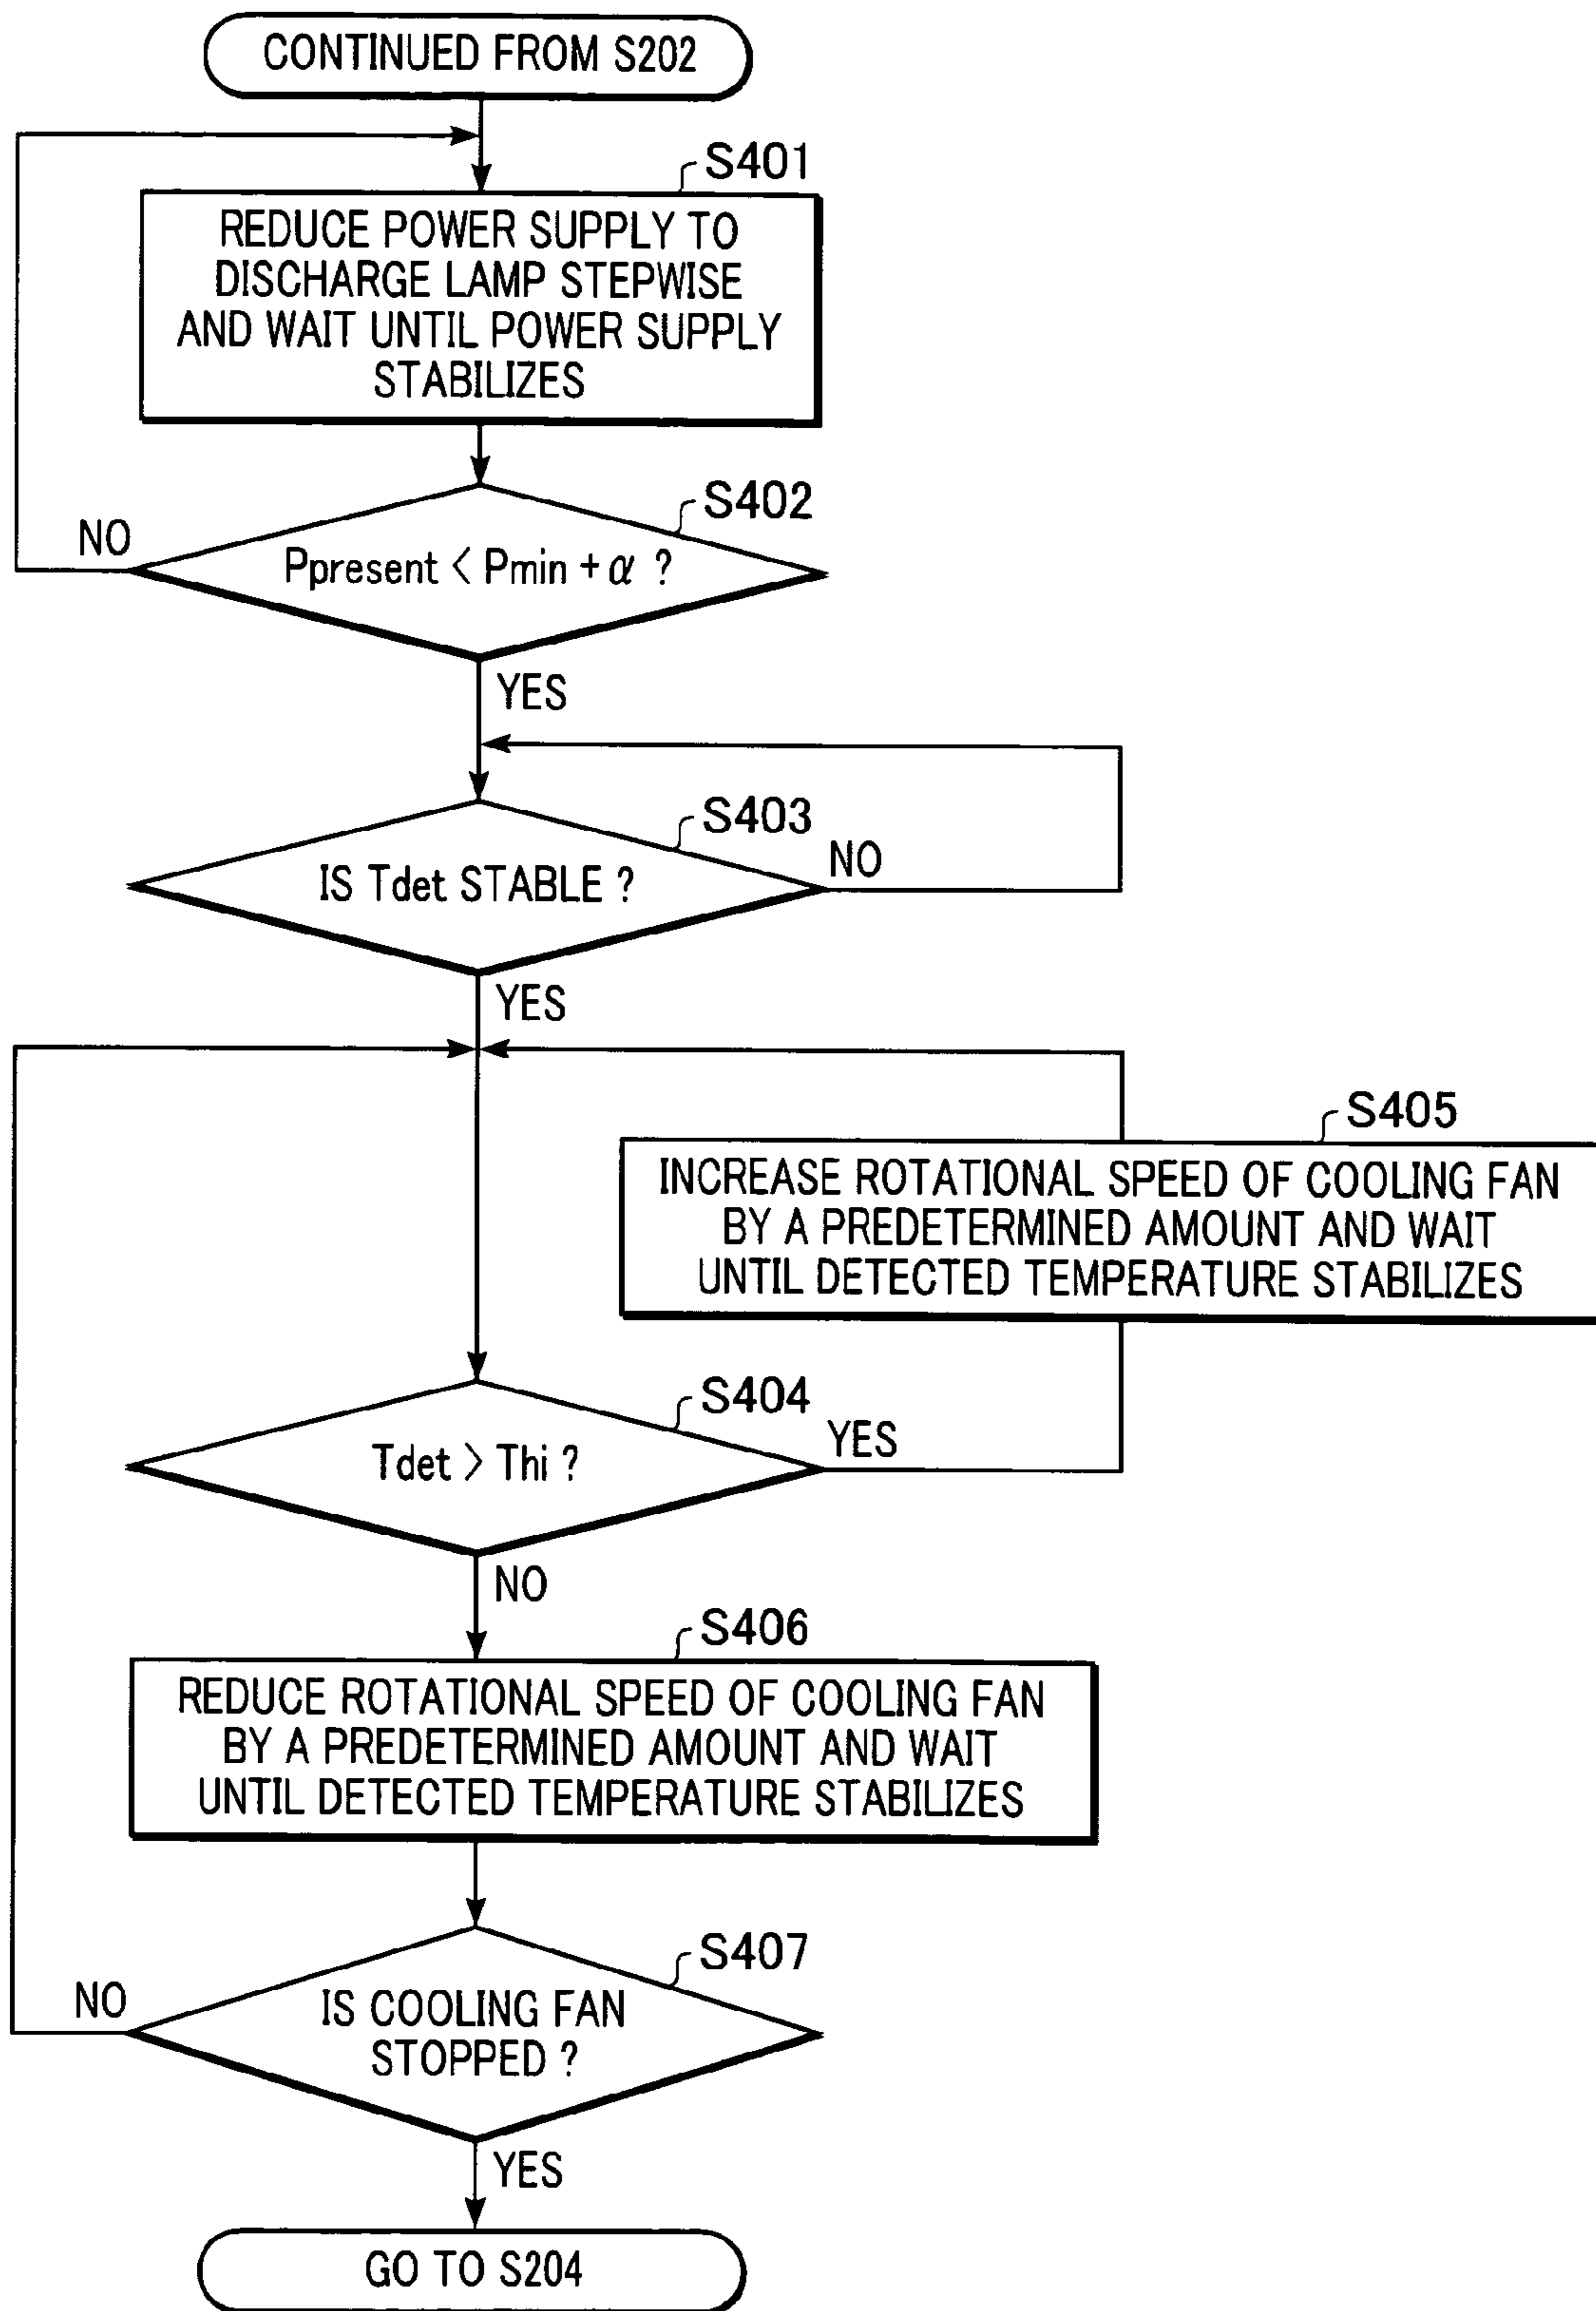 CONTINUED FROM S202
S401
REDUCE POWER SUPPLY TO
DISCHARGE LAMP STEPWISE
AND WAIT UNTIL POWER SUPPLY
STABILIZES
S402
NO
Ppresent < Pmin + α ?
YES
S403
NO
IS Tdet STABLE ?
YES
S405
INCREASE ROTATIONAL SPEED OF COOLING FAN
BY A PREDETERMINED AMOUNT AND WAIT
UNTIL DETECTED TEMPERATURE STABILIZES
S404
YES
Tdet > Thi ?
NO
S406
REDUCE ROTATIONAL SPEED OF COOLING FAN
BY A PREDETERMINED AMOUNT AND WAIT
UNTIL DETECTED TEMPERATURE STABILIZES
S407
NO
IS COOLING FAN
STOPPED ?
YES
GO TO S204